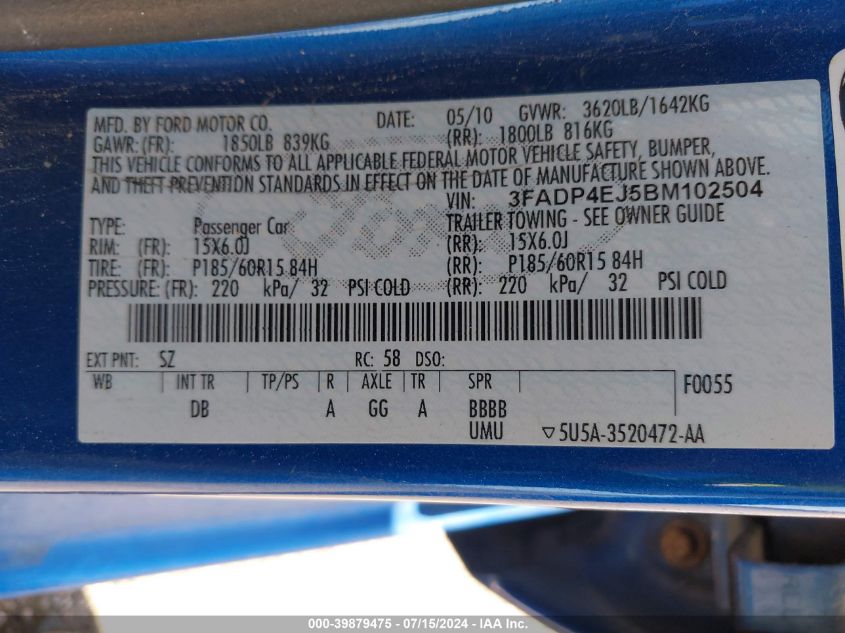 MFD. BY FORD MOTOR CO. DATE: 05/10 GVWR: 3620LB/1642KG
GAWR: (FR): 1850LB 839KG (RR): 1800LB 816KG
THIS VEHICLE CONFORMS TO ALL APPLICABLE FEDERAL MOTOR VEHICLE SAFETY, BUMPER,
AND THEFT PREVENTION STANDARDS IN EFFECT ON THE DATE OF MANUFACTURE SHOWN ABOVE.
VIN: 3FADP4EJ5BM102504
TYPE: Passenger Car TRAILER TOWING - SEE OWNER GUIDE
RIM: (FR): 15X6.0J (RR): 15X6.0J
TIRE: (FR): P185/60R15 84H (RR): P185/60R15 84H
PRESSURE: (FR): 220 kPa/ 32 PSI COLD (RR): 220 kPa/ 32 PSI COLD
EXT PNT: SZ RC: 58 DSO:
WB INT TR TP/PS R AXLE TR SPR F0055
DB A GG A BBBB
UMU ▽5U5A-3520472-AA
000-39879475 - 07/15/2024 - IAA Inc.